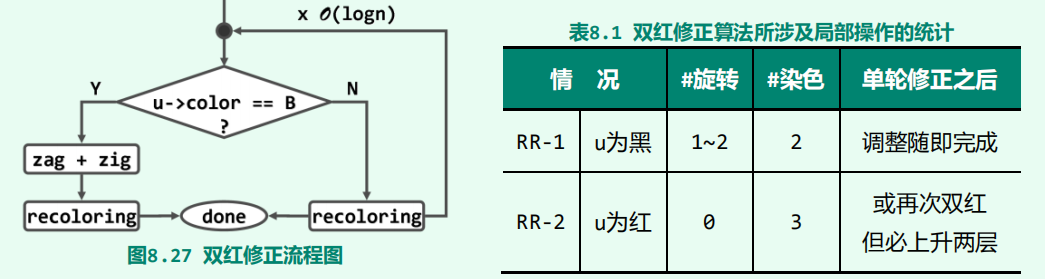 x O(logn)
u->color == B
?
Y
N
zag + zig
recoloring
done
recoloring
图8.27 双红修正流程图
表8.1 双红修正算法所涉及局部操作的统计
情 况 #旋转 #染色 单轮修正之后
RR-1 u为黑 1~2 2 调整随即完成
RR-2 u为红 0 3 或再次双红
但必上升两层